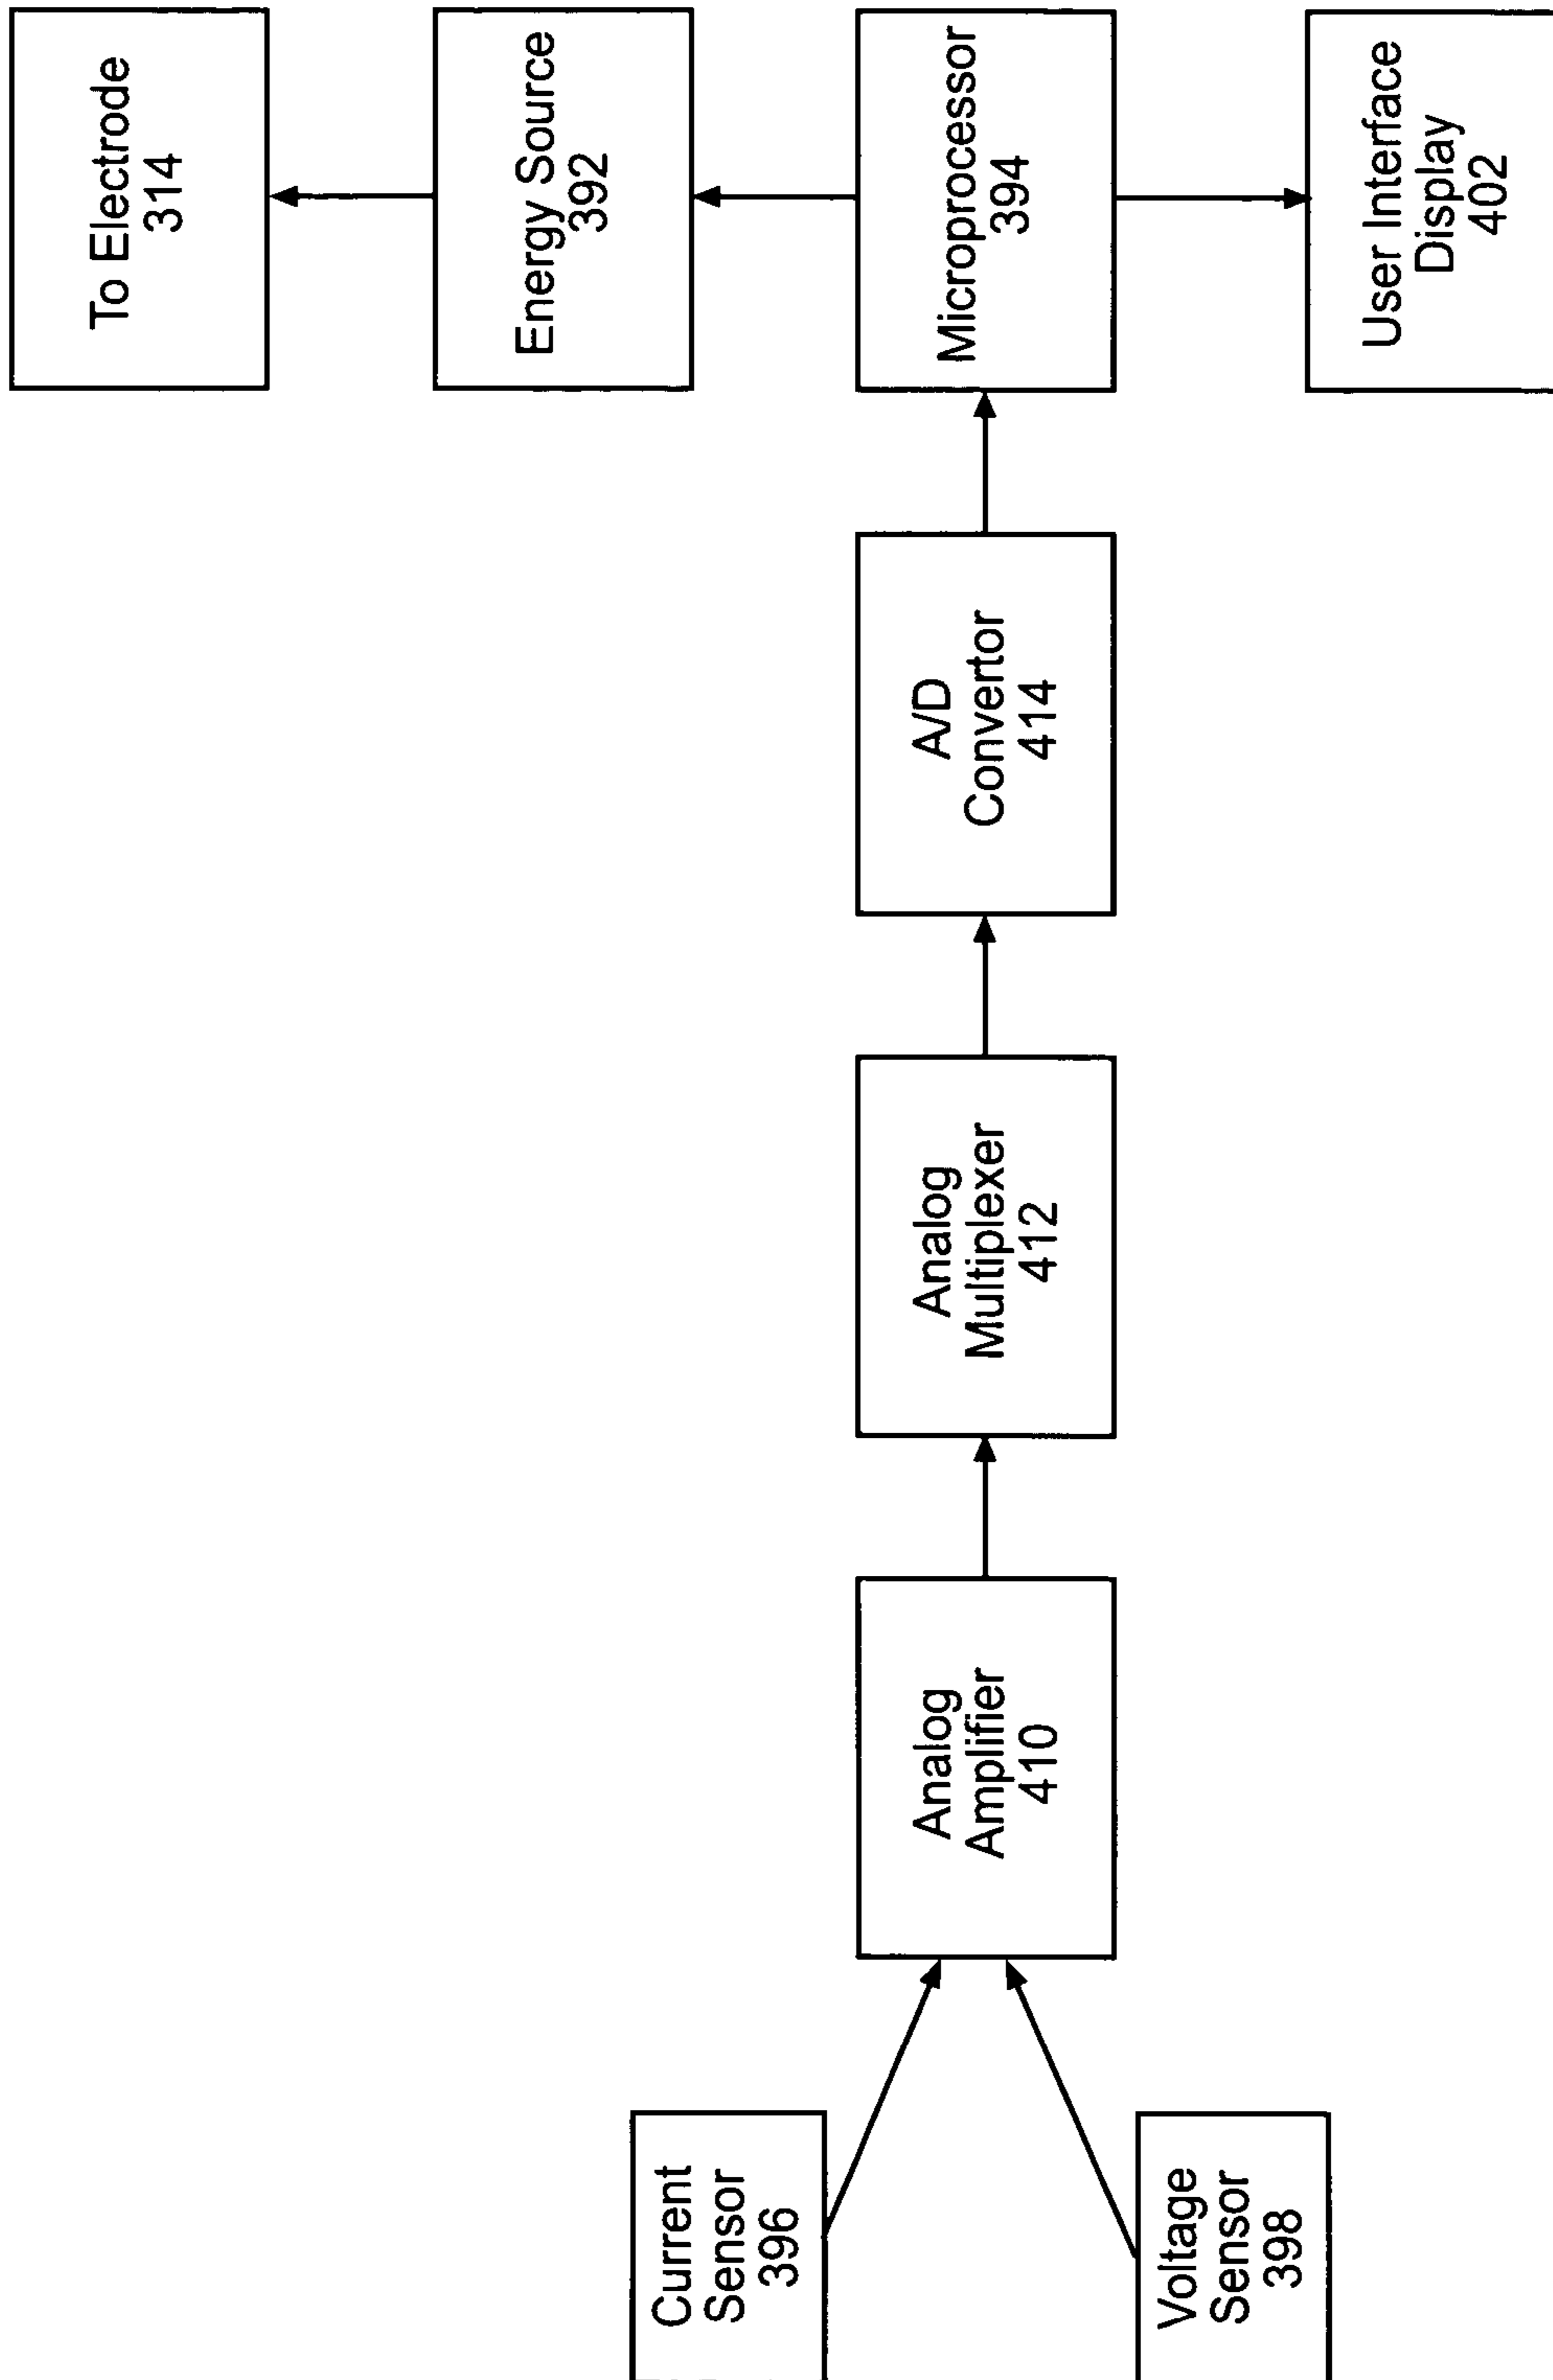 Current
Sensor
396
Voltage
Sensor
398
Analog
Amplifier
410
Analog
Multiplexer
412
A/D
Convertor
414
To Electrode
314
Energy Source
392
Microprocessor
394
User Interface
Display
402